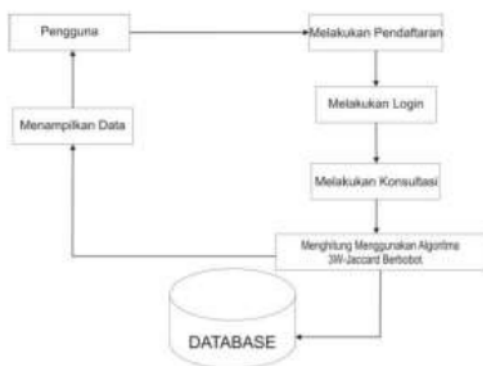 Pengguna
Melakukan Pendaftaran
Melakukan Login
Menampilkan Data
Melakukan Konsultasi
Menghitung Menggunakan Algoritma
3W-Jaccard Berbobot
DATABASE